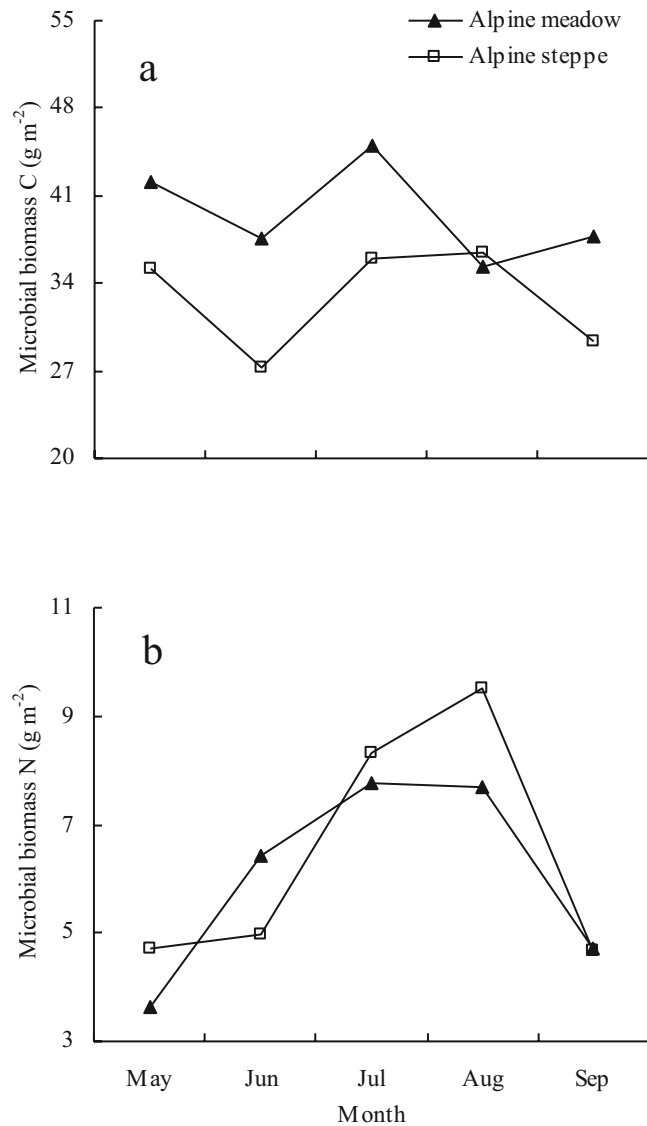 Alpine meadow
Alpine steppe
a
Microbial biomass C (g m⁻²)
55
48
41
34
27
20
b
Microbial biomass N (g m⁻²)
11
9
7
5
3
May Jun Jul Aug Sep
Month